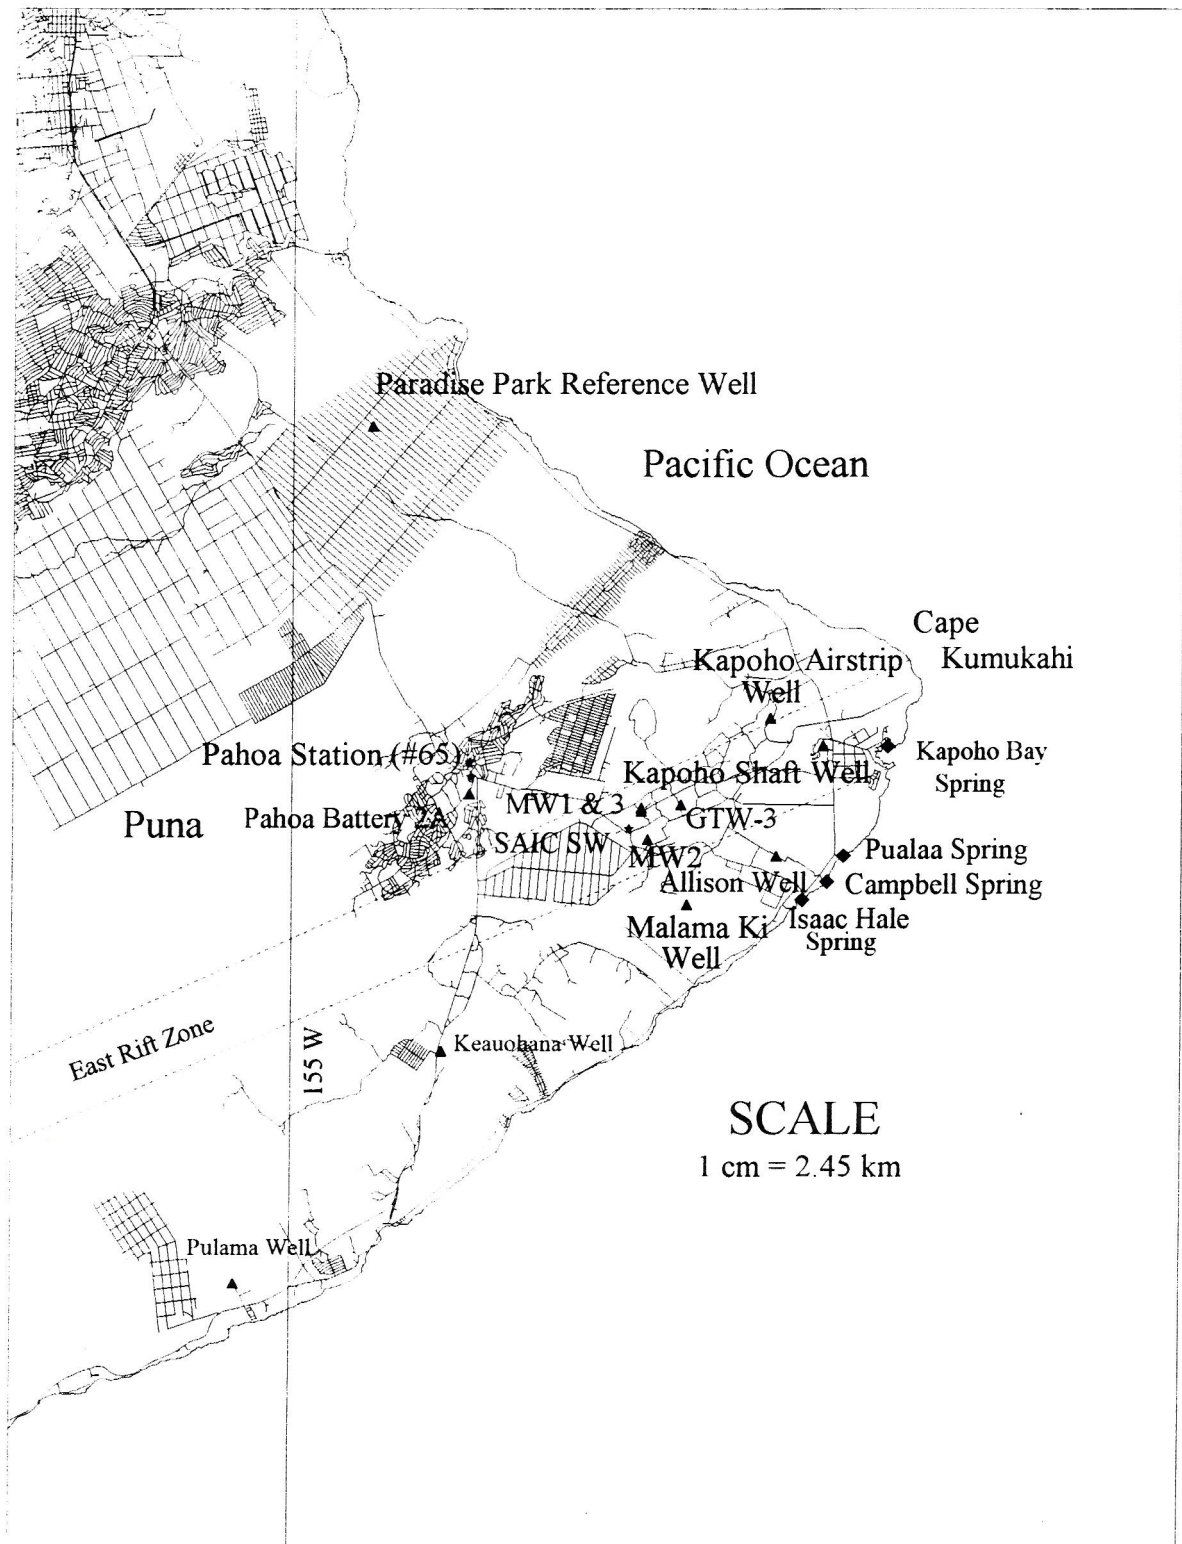 Paradise Park Reference Well
Pacific Ocean
Cape
Kumukahi
Kapoho Airstrip
Well
Pahoa Station (#65)
Kapoho Bay
Spring
Kapoho Shaft Well
MW1 & 3
GTW-3
Puna
Pahoa Battery 2A
SAIC SW
MW2
Pualaa Spring
Allison Well
Campbell Spring
Malama Ki
Well
Isaac Hale
Spring
East Rift Zone
155 W
Keauohana Well
SCALE
1 cm = 2.45 km
Pulama Well